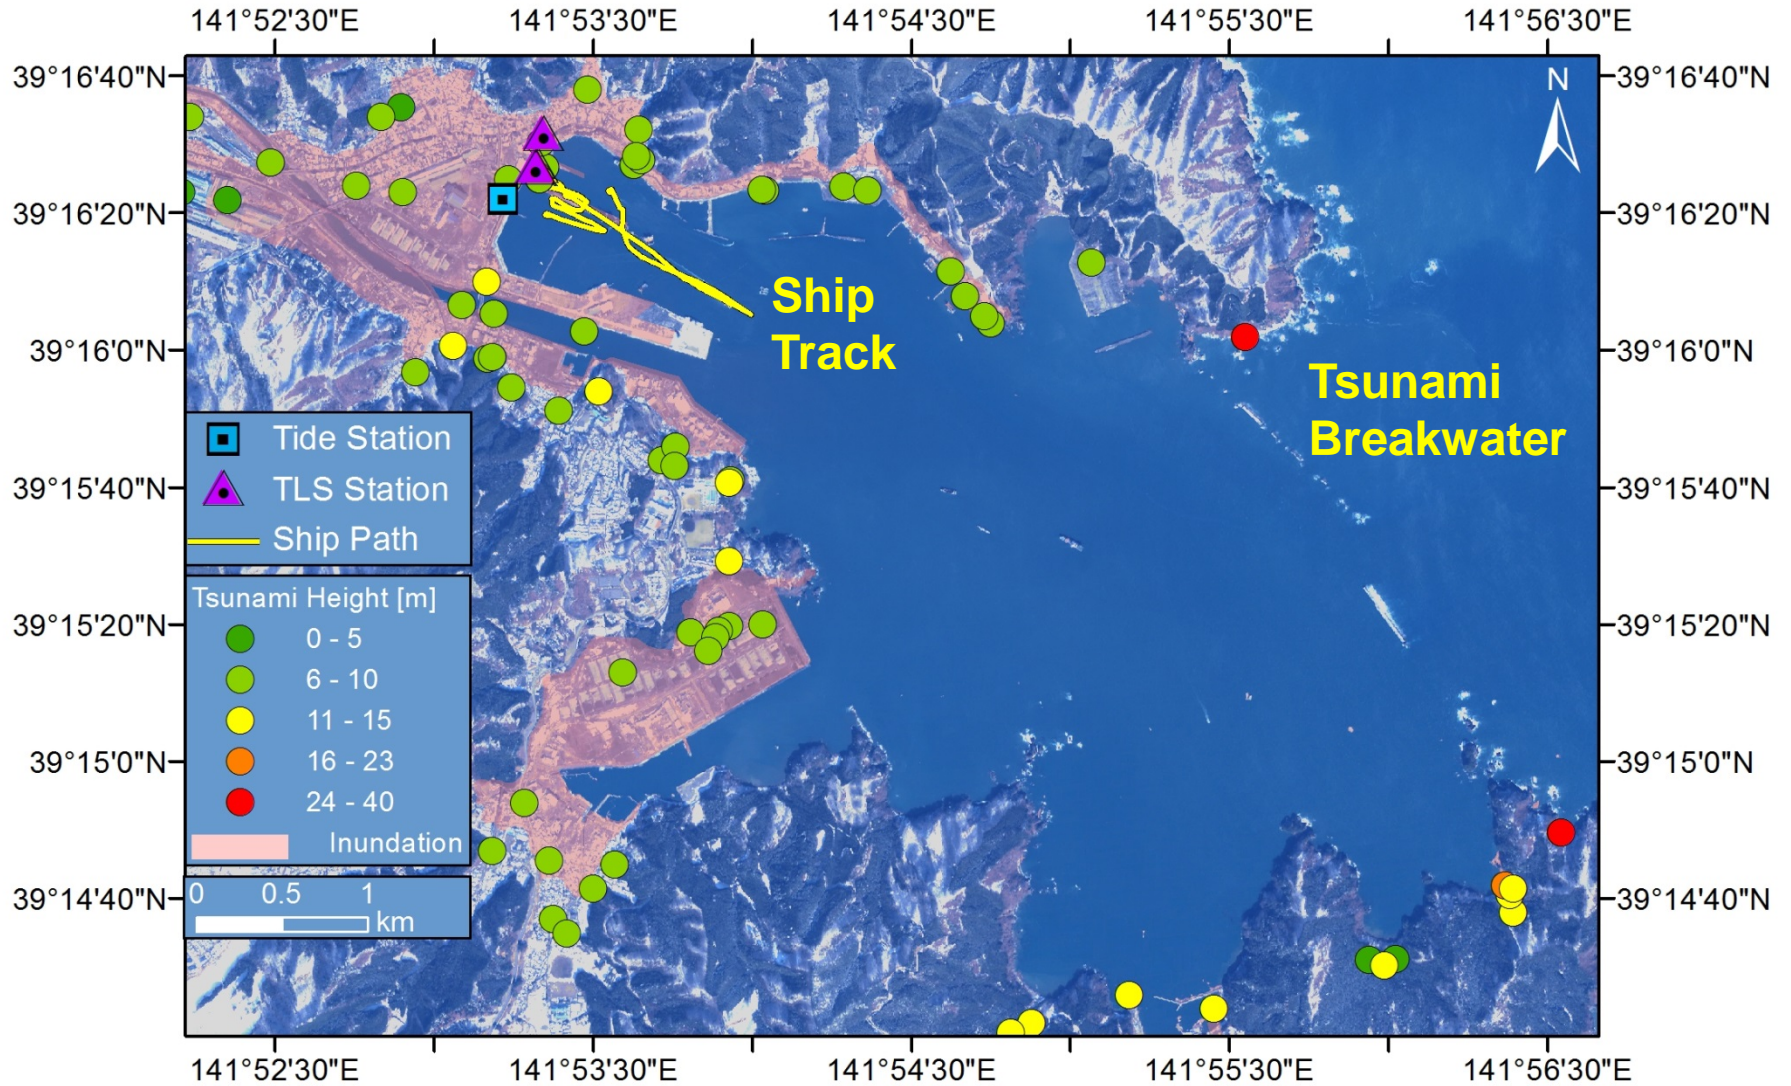 141°52'30"E 141°53'30"E 141°54'30"E 141°55'30"E 141°56'30"E
39°16'40"N 39°16'40"N
N
39°16'20"N 39°16'20"N
Ship
Track
39°16'0"N 39°16'0"N
Tsunami
Breakwater
Tide Station
TLS Station
39°15'40"N 39°15'40"N
Ship Path
Tsunami Height [m]
39°15'20"N 39°15'20"N
0 - 5
6 - 10
11 - 15
16 - 23
39°15'0"N 39°15'0"N
24 - 40
Inundation
0 0.5 1
39°14'40"N 39°14'40"N
km
141°52'30"E 141°53'30"E 141°54'30"E 141°55'30"E 141°56'30"E